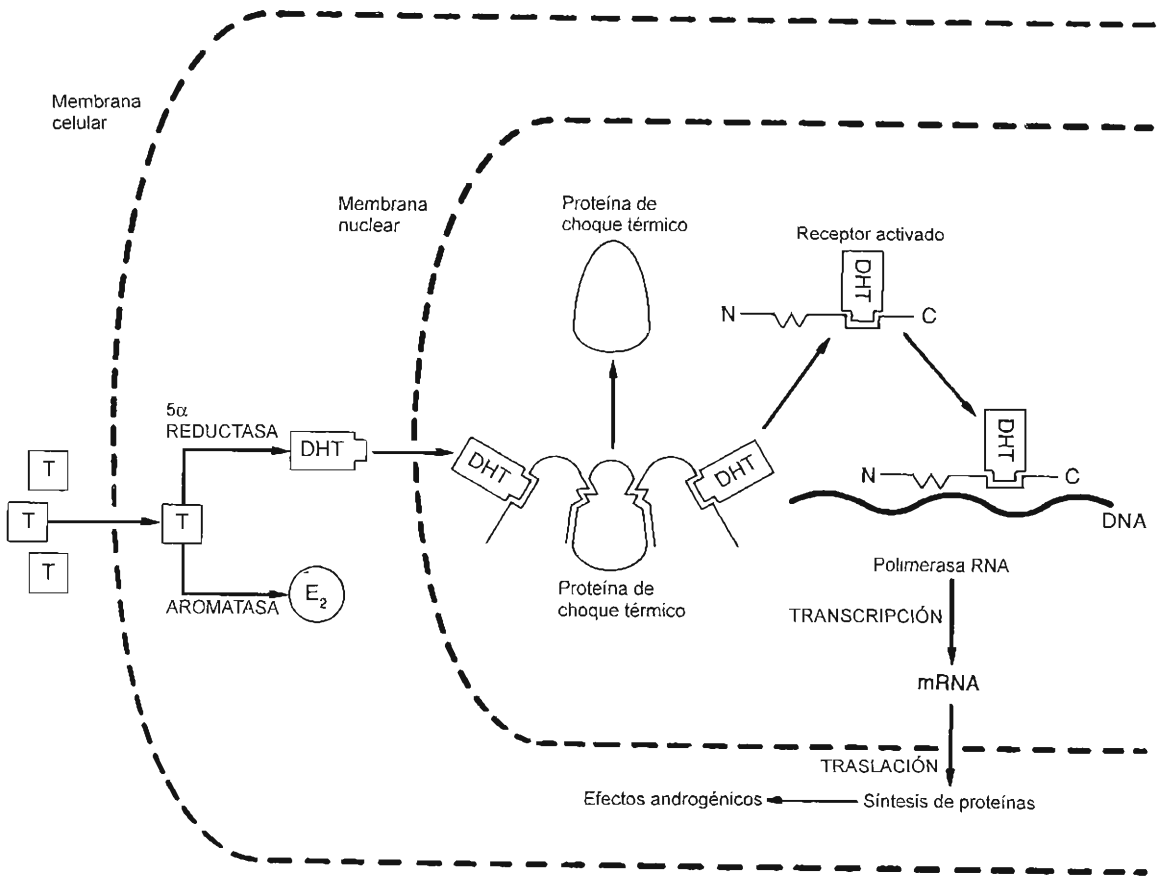 Membrana
celular
Membrana
nuclear
Proteína de
choque térmico
Receptor activado
DHT
N
C
5α
REDUCTASA
DHT
T
T
T
T
AROMATASA
E₂
DHT
DHT
Proteína de
choque térmico
DHT
N
C
DNA
Polimerasa RNA
TRANSCRIPCIÓN
mRNA
TRASLACIÓN
Efectos androgénicos
Síntesis de proteínas